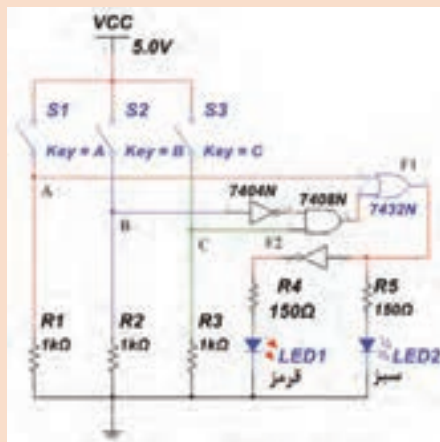 VCC
5.0V
S1 S2 S3
Key = A Key = B Key = C
F1
A
7404N 7408N 7432N
B
C F2
R4 R5
150Ω 150Ω
R1 R2 R3
1kΩ 1kΩ 1kΩ
LED1 LED2
قرمز سبز